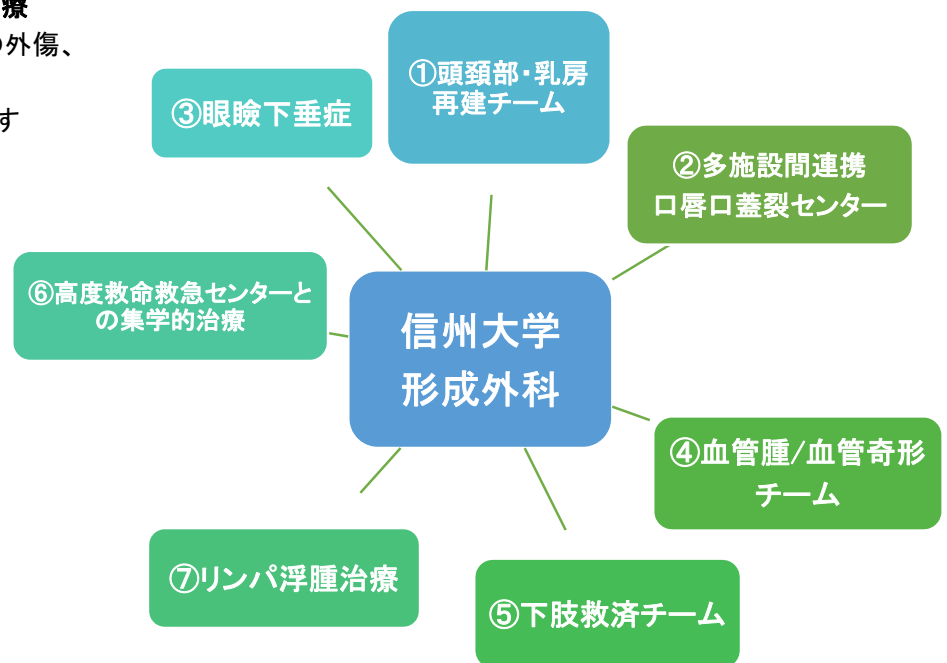 療
の外傷、
す
①頭頚部・乳房
再建チーム
③眼瞼下垂症
②多施設間連携
口唇口蓋裂センター
⑥高度救命救急センターと
の集学的治療
信州大学
形成外科
④血管腫/血管奇形
チーム
⑦リンパ浮腫治療
⑤下肢救済チーム